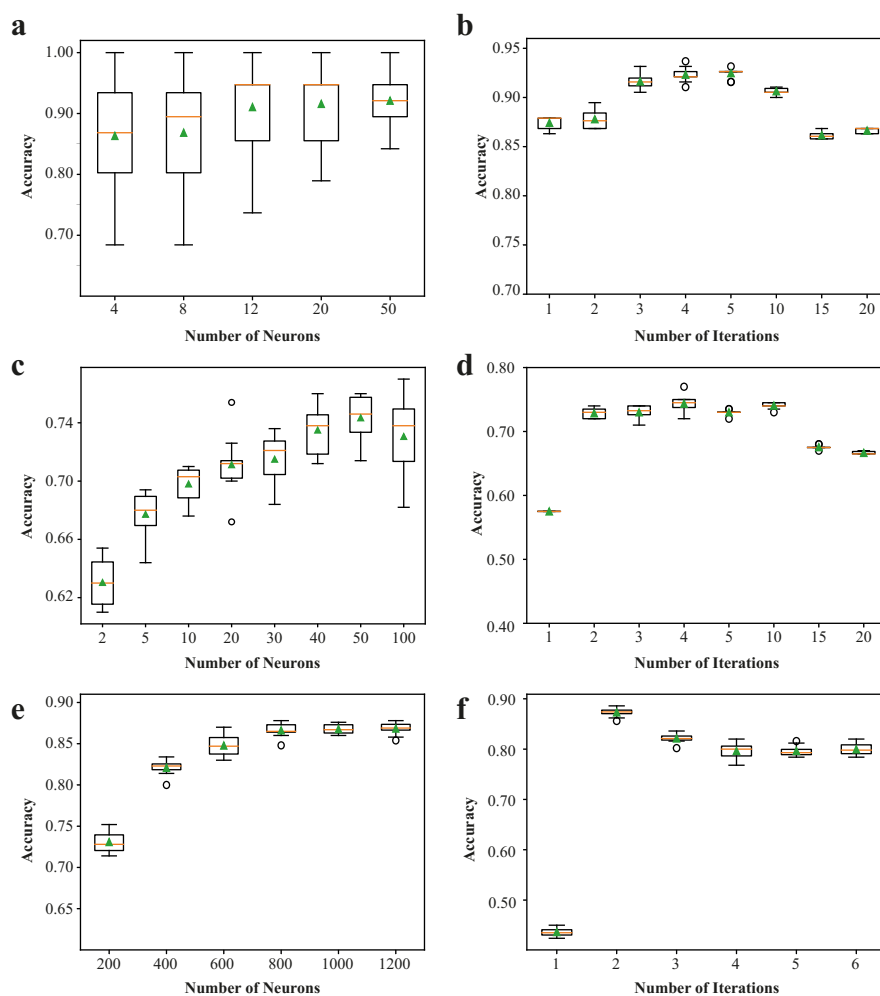 a
1.00
0.90
0.80
0.70
Accuracy
4 8 12 20 50
Number of Neurons
b
0.95
0.90
0.85
0.80
0.75
0.70
Accuracy
1 2 3 4 5 10 15 20
Number of Iterations
c
0.74
0.70
0.66
0.62
Accuracy
2 5 10 20 30 40 50 100
Number of Neurons
d
0.80
0.70
0.60
0.50
0.40
Accuracy
1 2 3 4 5 10 15 20
Number of Iterations
e
0.90
0.85
0.80
0.75
0.70
0.65
Accuracy
200 400 600 800 1000 1200
Number of Neurons
f
0.90
0.80
0.70
0.60
0.50
Accuracy
1 2 3 4 5 6
Number of Iterations